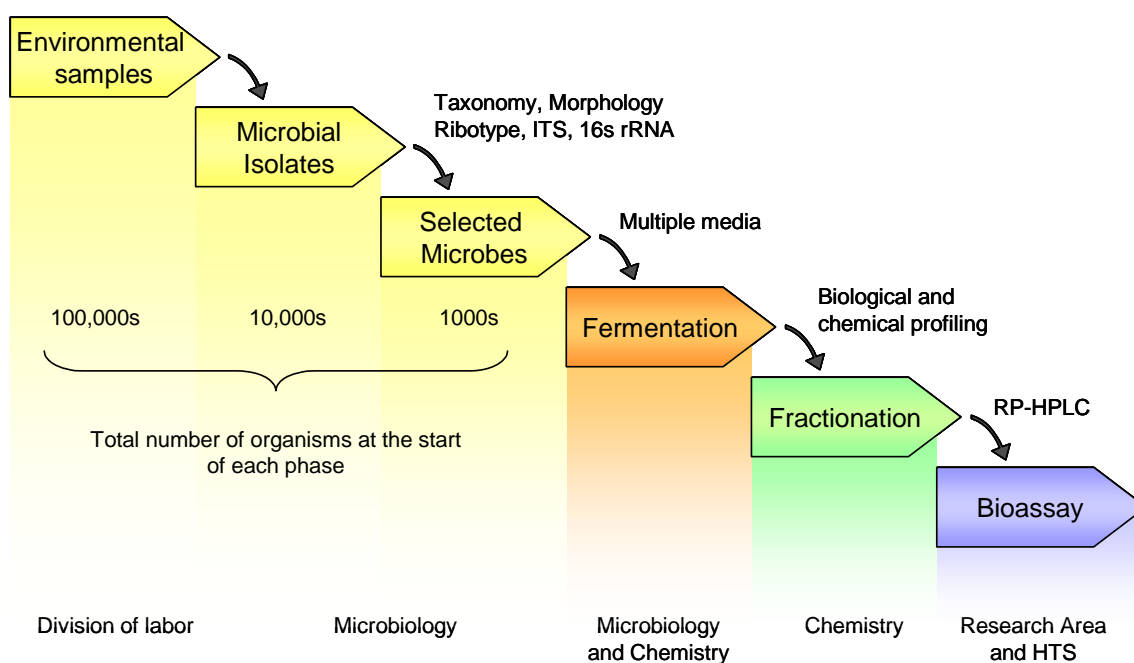 Environmental
samples
Microbial
Isolates
Taxonomy, Morphology
Ribotype, ITS, 16s rRNA
Selected
Microbes
Multiple media
100,000s
10,000s
1000s
Fermentation
Biological and
chemical profiling
Fractionation
RP-HPLC
Total number of organisms at the start
of each phase
Bioassay
Division of labor
Microbiology
Microbiology
and Chemistry
Chemistry
Research Area
and HTS